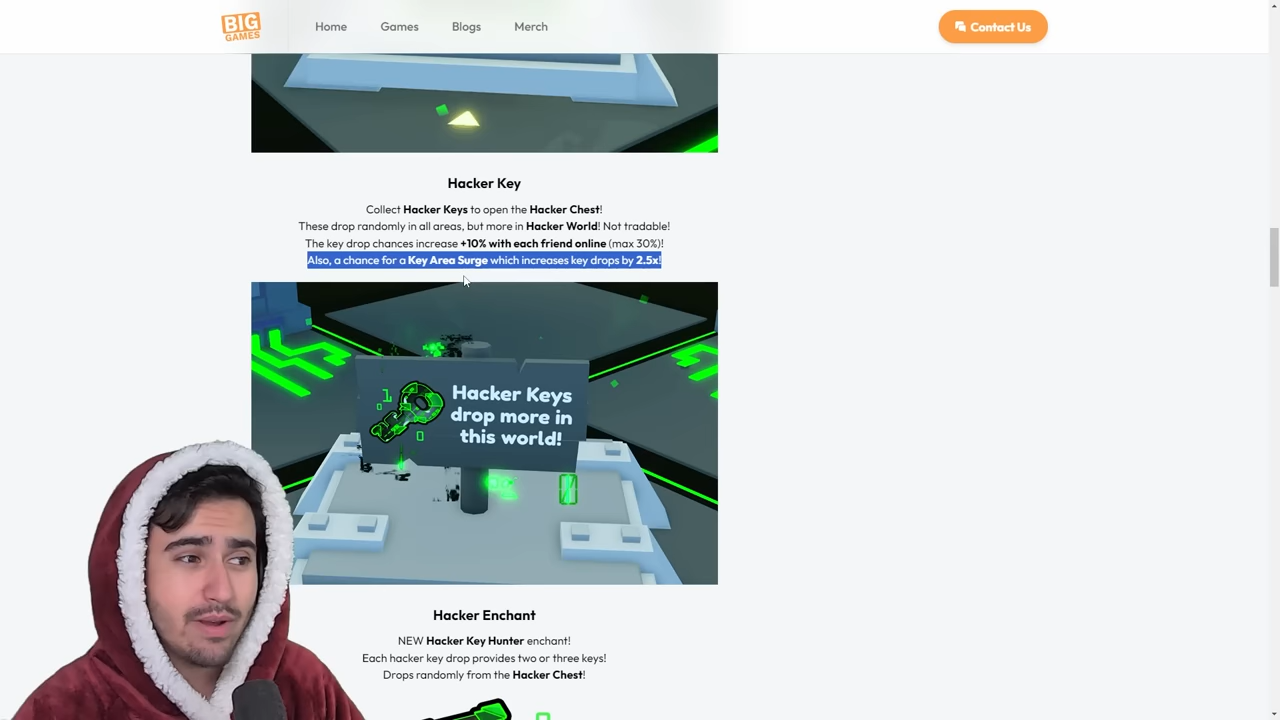 BIG
GAMES
Home
Games
Blogs
Merch
Contact Us
Hacker Key
Collect Hacker Keys to open the Hacker Chest!
These drop randomly in all areas, but more in Hacker World! Not tradable!
The key drop chances increase +10% with each friend online (max 30%)!
Also, a chance for a Key Area Surge which increases key drops by 2.5x!
1
0
0
Hacker Keys
drop more in
this world!
Hacker Enchant
NEW Hacker Key Hunter enchant!
Each hacker key drop provides two or three keys!
Drops randomly from the Hacker Chest!